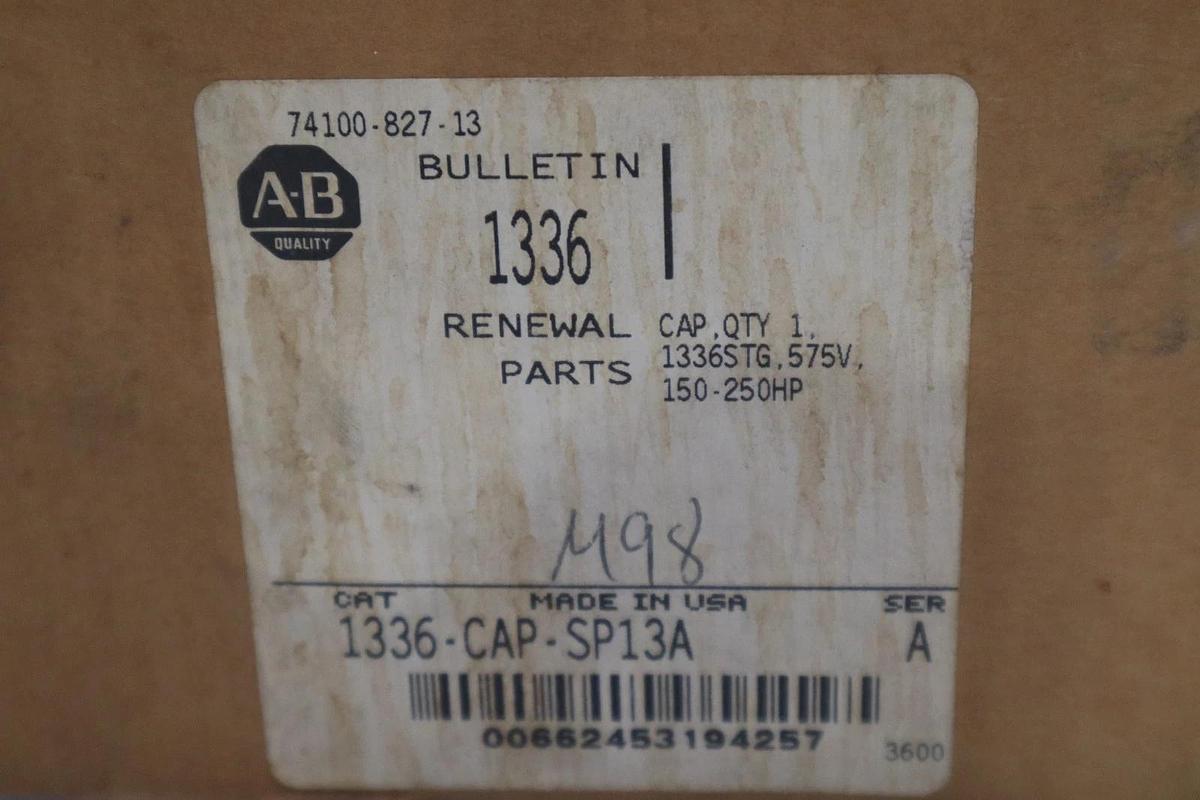 74100-827-13
A-B
QUALITY
BULLETIN
1336
RENEWAL
PARTS
CAP,QTY 1,
1336STG,575V,
150-250HP
M98
CAT MADE IN USA SER
1336-CAP-SP13A A
00662453194257
3600